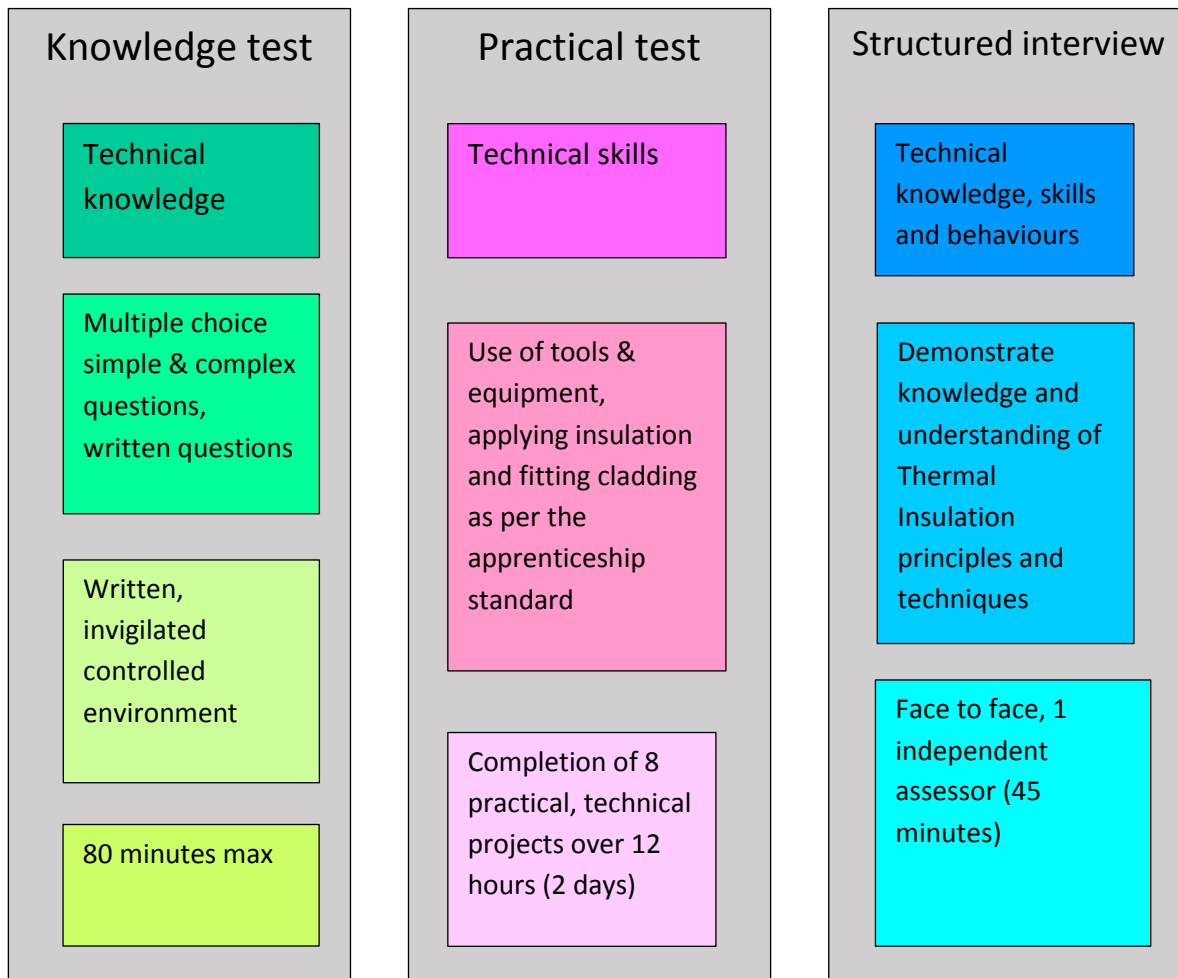 Knowledge test
Technical
knowledge
Multiple choice
simple & complex
questions,
written questions
Written,
invigilated
controlled
environment
80 minutes max
Practical test
Technical skills
Use of tools &
equipment,
applying insulation
and fitting cladding
as per the
apprenticeship
standard
Completion of 8
practical, technical
projects over 12
hours (2 days)
Structured interview
Technical
knowledge, skills
and behaviours
Demonstrate
knowledge and
understanding of
Thermal
Insulation
principles and
techniques
Face to face, 1
independent
assessor (45
minutes)